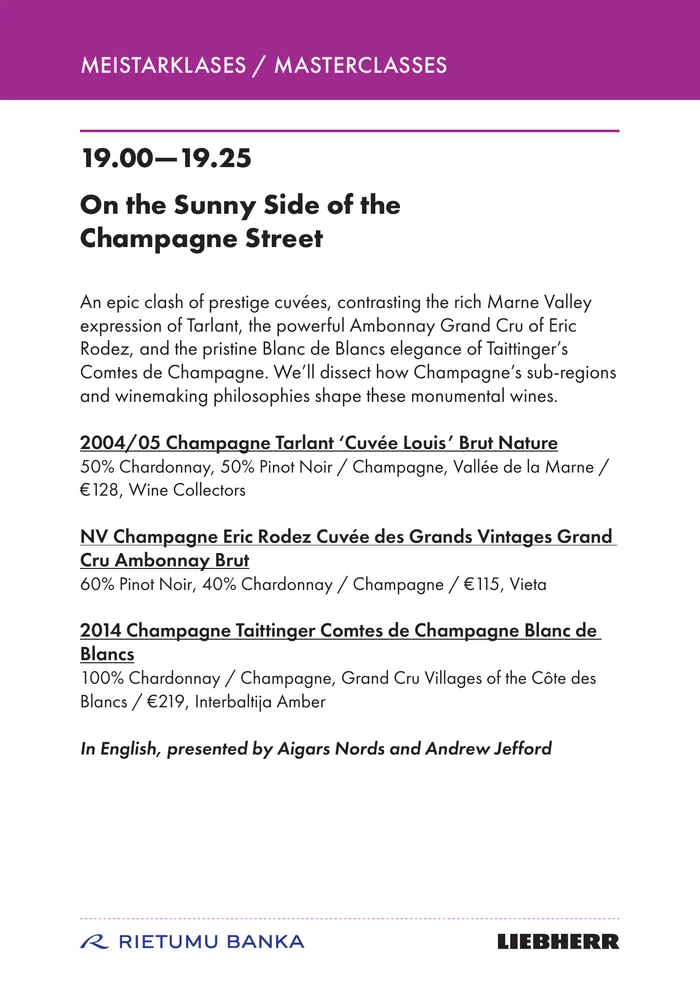 MEISTARKLASES / MASTERCLASSES
19.00—19.25
On the Sunny Side of the
Champagne Street
An epic clash of prestige cuvées, contrasting the rich Marne Valley
expression of Tarlant, the powerful Ambonnay Grand Cru of Eric
Rodez, and the pristine Blanc de Blancs elegance of Taittinger’s
Comtes de Champagne. We’ll dissect how Champagne’s sub-regions
and winemaking philosophies shape these monumental wines.
2004/05 Champagne Tarlant ‘Cuvée Louis’ Brut Nature
50% Chardonnay, 50% Pinot Noir / Champagne, Vallée de la Marne /
€128, Wine Collectors
NV Champagne Eric Rodez Cuvée des Grands Vintages Grand
Cru Ambonnay Brut
60% Pinot Noir, 40% Chardonnay / Champagne / €115, Vieta
2014 Champagne Taittinger Comtes de Champagne Blanc de
Blancs
100% Chardonnay / Champagne, Grand Cru Villages of the Côte des
Blancs / €219, Interbaltija Amber
In English, presented by Aigars Nords and Andrew Jefford
RIETUMU BANKA
LIEBHERR